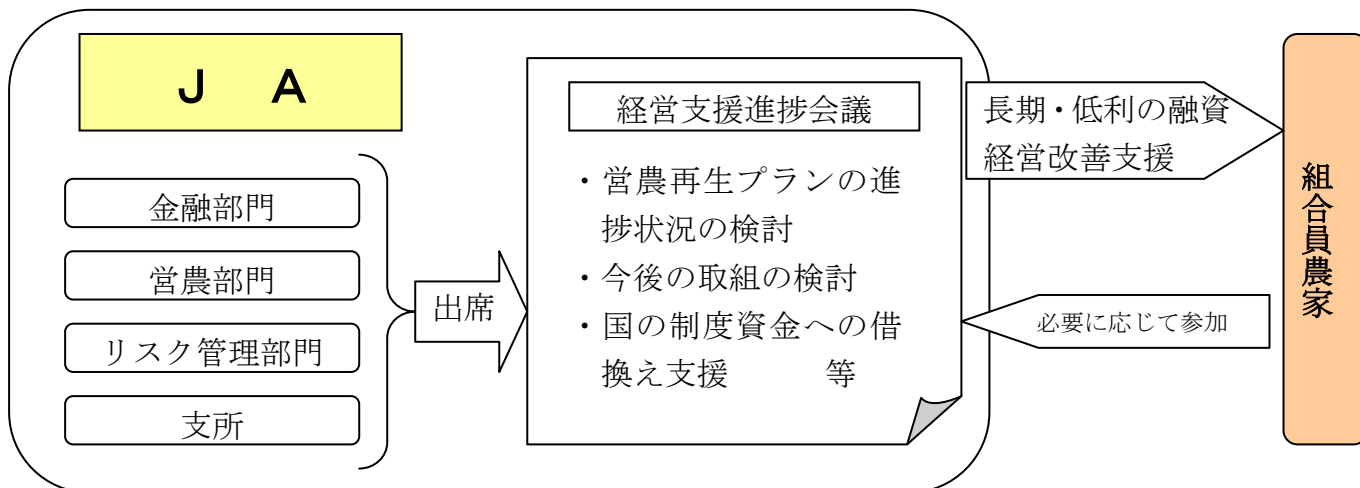 J A
金融部門
営農部門
リスク管理部門
支所
出席
経営支援進捗会議
・営農再生プランの進
捗状況の検討
・今後の取組の検討
・国の制度資金への借
換え支援 等
長期・低利の融資
経営改善支援
必要に応じて参加
組合員農家